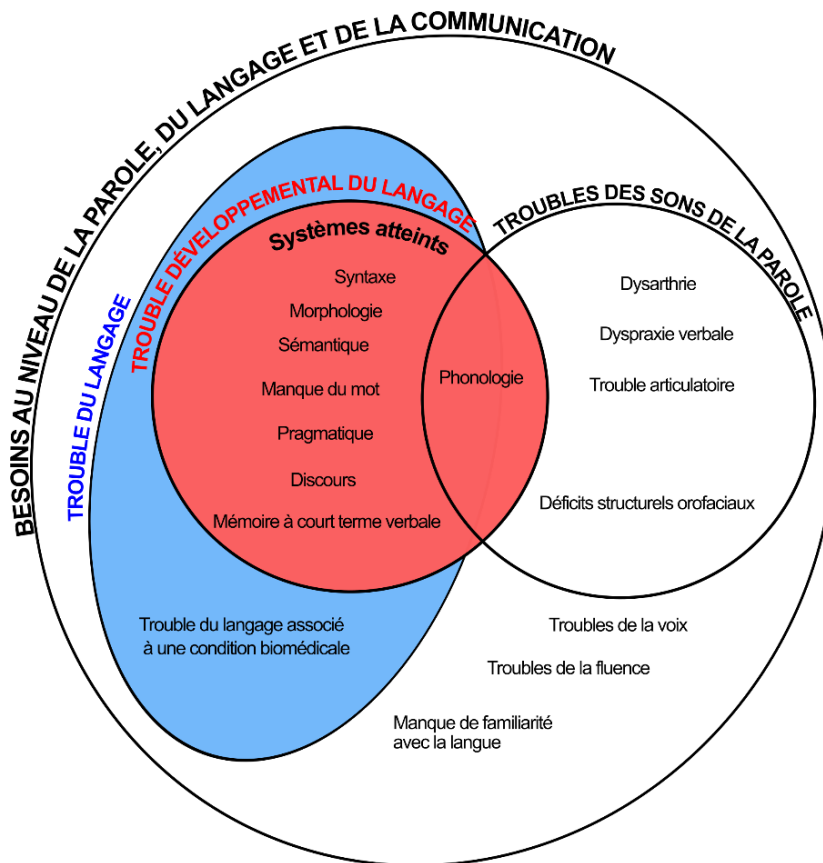 BESOINS AU NIVEAU DE LA PAROLE, DU LANGAGE ET DE LA COMMUNICATION
TROUBLE DU LANGAGE
TROUBLE DÉVELOPPEMENTAL DU LANGAGE
Systèmes atteints
Syntaxe
Morphologie
Sémantique
Manque du mot
Pragmatique
Discours
Mémoire à court terme verbale
Phonologie
TROUBLES DES SONS DE LA PAROLE
Dysarthrie
Dyspraxie verbale
Trouble articulatoire
Déficits structurels orofaciaux
Trouble du langage associé
à une condition biomédicale
Troubles de la voix
Troubles de la fluence
Manque de familiarité
avec la langue